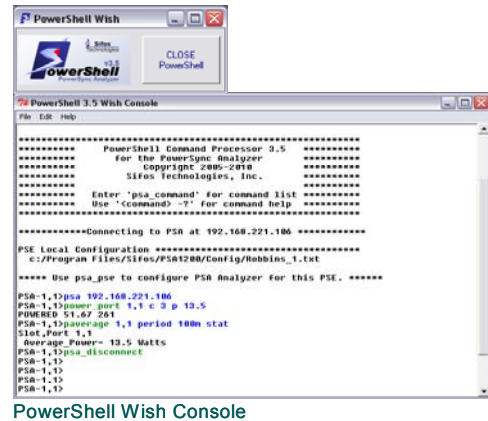 PowerShell Wish
Sifos
Technologies
v3.5
PowerShell
PowerSync Analyzer
CLOSE
PowerShell
PowerShell 3.5 Wish Console
File Edit Help
************************************************************
********** PowerShell Command Processor 3.5 **********
********** for the PowerSync Analyzer **********
********** Copyright 2005-2010 **********
********** Sifos Technologies, Inc. **********
********** **********
********** Enter 'psa_command' for command list **********
********** Use '<command> -?' for command help **********
************************************************************
************Connecting to PSA at 192.168.221.106 ************
PSE Local Configuration ************************************
c:/Program Files/Sifos/PSA1200/Config/Robbins_1.txt
***** Use psa_pse to configure PSA Analyzer for this PSE. ******
PSA-1,1>psa 192.168.221.106
PSA-1,1>power_port 1,1 c 3 p 13.5
POWERED 51.67 261
PSA-1,1>paverage 1,1 period 100m stat
Slot,Port 1,1
Average_Power= 13.5 Watts
PSA-1,1>psa_disconnect
PSA-1,1>
PSA-1,1>
PSA-1,1>
PSA-1,1>
PowerShell Wish Console